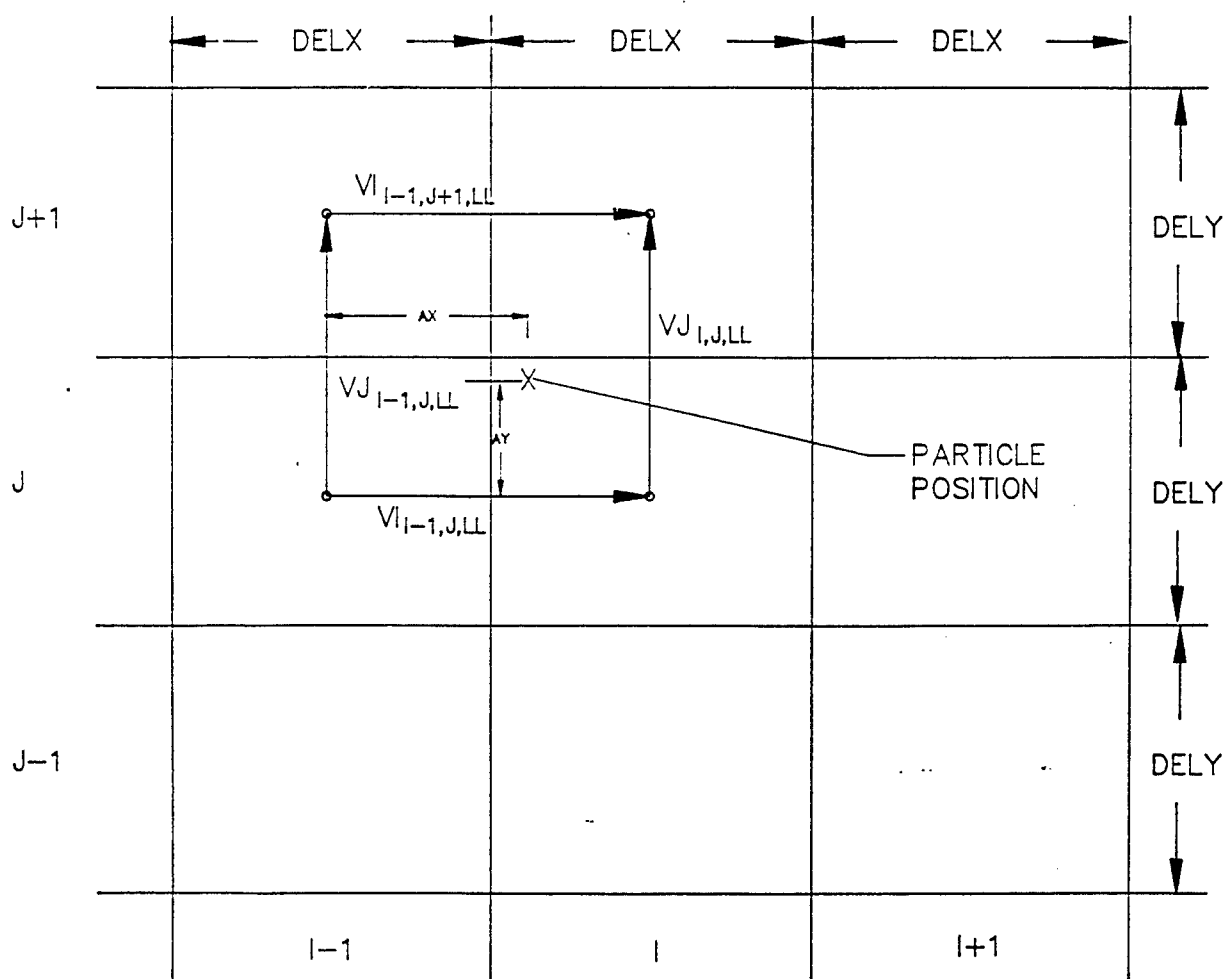 DELX DELX DELX
VI I-1,J+1,LL
J+1
DELY
AX
VJ I,J,LL
VJ I-1,J,LL
AY
PARTICLE
POSITION
J
DELY
VI I-1,J,LL
J-1
DELY
I-1 I I+1